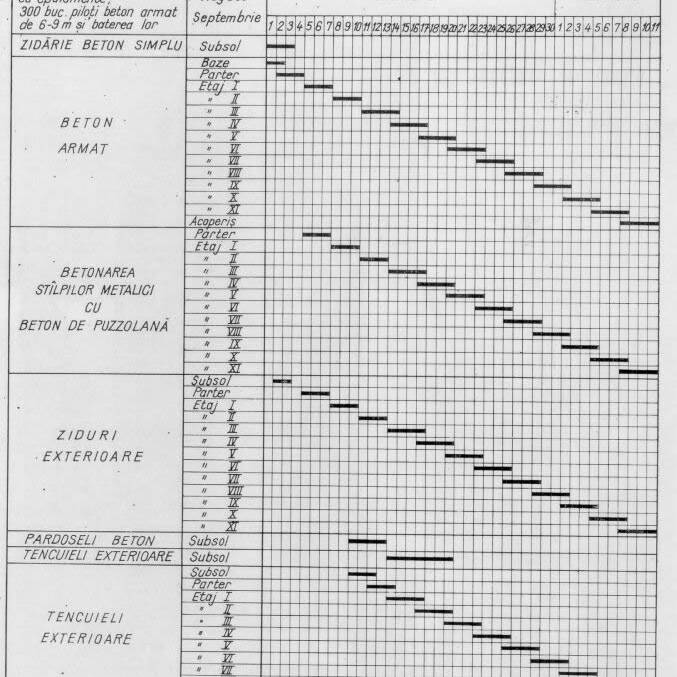 300 buc. piloți beton armat
de 6-9 m și baterea lor
Septembrie
1 2 3 4 5 6 7 8 9 10 11 12 13 14 15 16 17 18 19 20 21 22 23 24 25 26 27 28 29 30 1 2 3 4 5 6 7 8 9 10 11
ZIDĂRIE BETON SIMPLU
Subsol
BETON
ARMAT
Baze
Parter
Etaj I
" II
" III
" IV
" V
" VI
" VII
" VIII
" IX
" X
" XI
Acoperiș
BETONAREA
STÎLPILOR METALICI
CU
BETON DE PUZZOLANĂ
Parter
Etaj I
" II
" III
" IV
" V
" VI
" VII
" VIII
" IX
" X
" XI
ZIDURI
EXTERIOARE
Subsol
Parter
Etaj I
" II
" III
" IV
" V
" VI
" VII
" VIII
" IX
" X
" XI
PARDOSELI BETON
Subsol
TENCUIELI EXTERIOARE
Subsol
TENCUIELI
EXTERIOARE
Subsol
Parter
Etaj I
" II
" III
" IV
" V
" VI
" VII